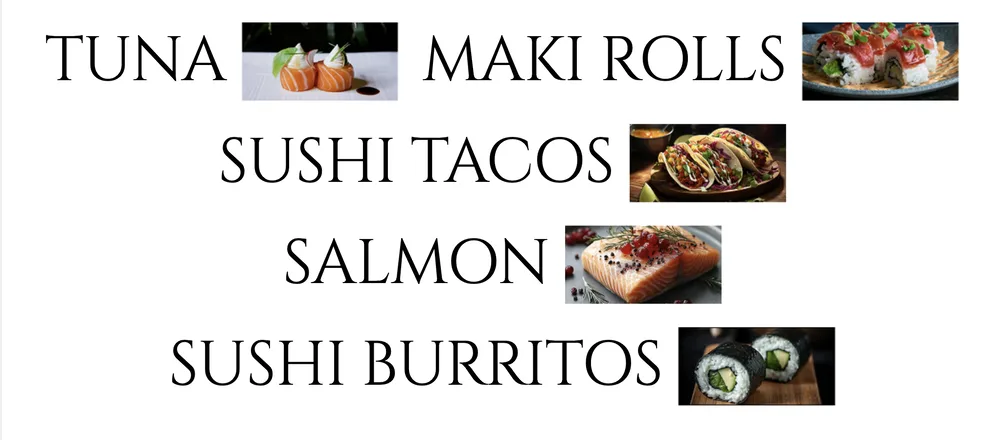 TUNA MAKI ROLLS
SUSHI TACOS
SALMON
SUSHI BURRITOS